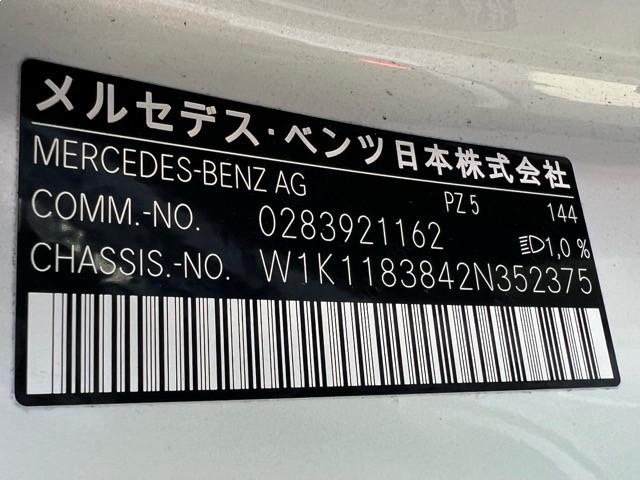 メルセデス・ベンツ日本株式会社
MERCEDES-BENZ AG PZ 5 144
COMM.-NO. 0283921162 1,0 %
CHASSIS.-NO. W1K1183842N352375